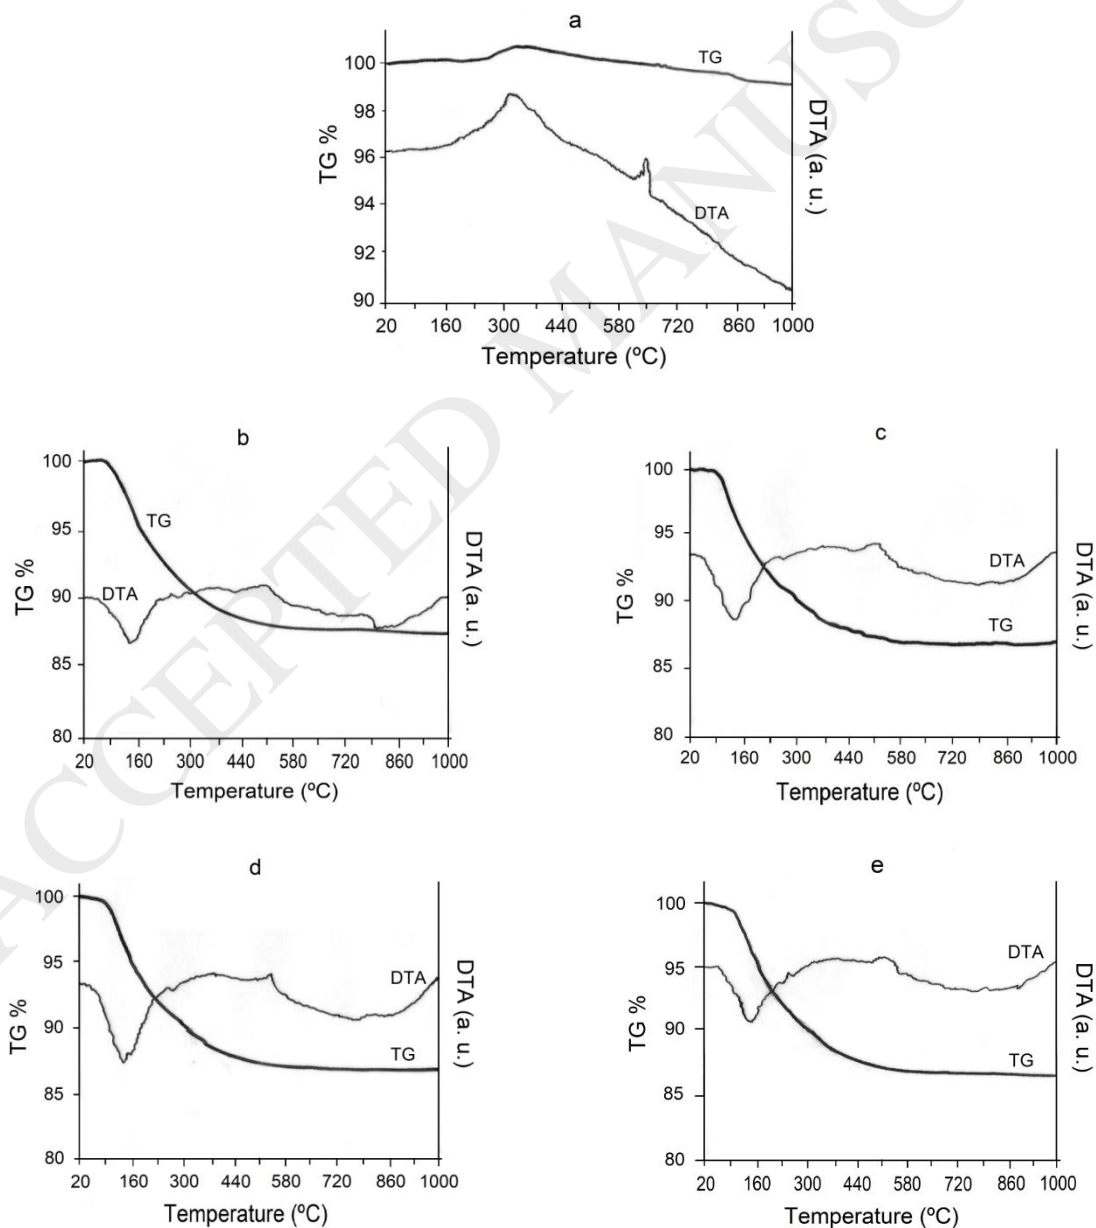 a
100
98
96
94
92
90
TG %
TG
DTA
DTA (a. u.)
20 160 300 440 580 720 860 1000
Temperature (ºC)
b
100
95
90
85
80
TG %
TG
DTA
DTA (a. u.)
20 160 300 440 580 720 860 1000
Temperature (ºC)
c
100
95
90
85
80
TG %
DTA
TG
DTA (a. u.)
20 160 300 440 580 720 860 1000
Temperature (ºC)
d
100
95
90
85
80
TG %
DTA
TG
DTA (a. u.)
20 160 300 440 580 720 860 1000
Temperature (ºC)
e
100
95
90
85
80
TG %
DTA
TG
DTA (a. u.)
20 160 300 440 580 720 860 1000
Temperature (ºC)
ACCEPTED MANUSC